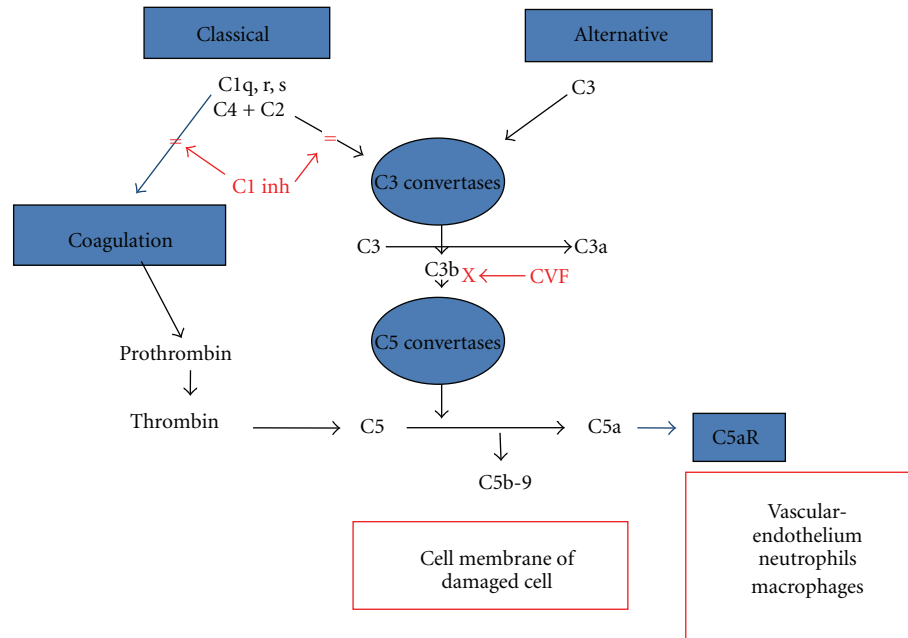 Classical
Alternative
C1q, r, s
C4 + C2
C3
=
=
C1 inh
C3 convertases
Coagulation
C3
C3a
C3b
X
CVF
C5 convertases
Prothrombin
Thrombin
C5
C5a
C5aR
C5b-9
Vascular-
endothelium
neutrophils
macrophages
Cell membrane of
damaged cell